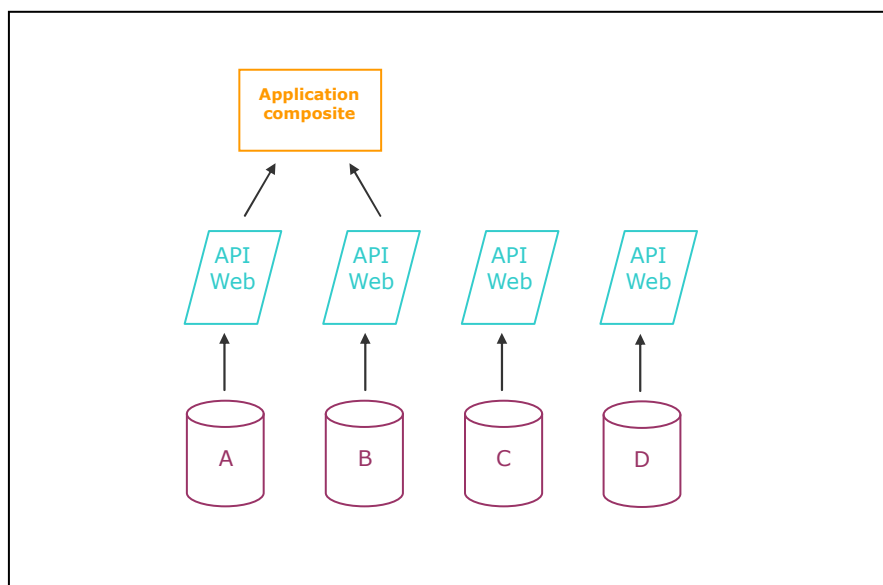 Application
composite
API
Web
API
Web
API
Web
API
Web
A
B
C
D